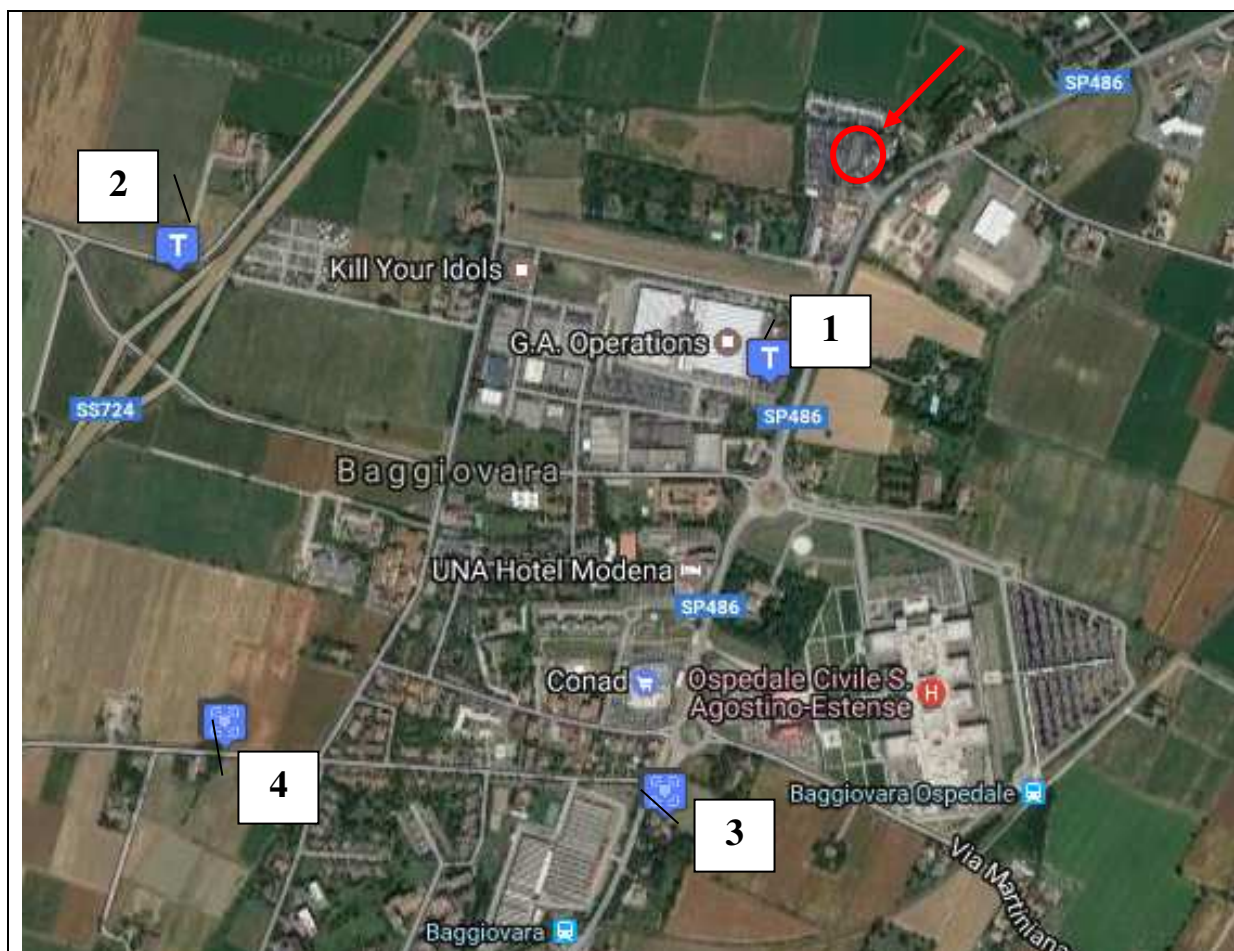 SP486
2
T
Kill Your Idols
1
G.A. Operations
T
SS724
SP486
Baggiovara
UNA Hotel Modena
SP486
Conad
Ospedale Civile S.
Agostino-Estense
H
4
Baggiovara Ospedale
3
Via Martiniana
Baggiovara